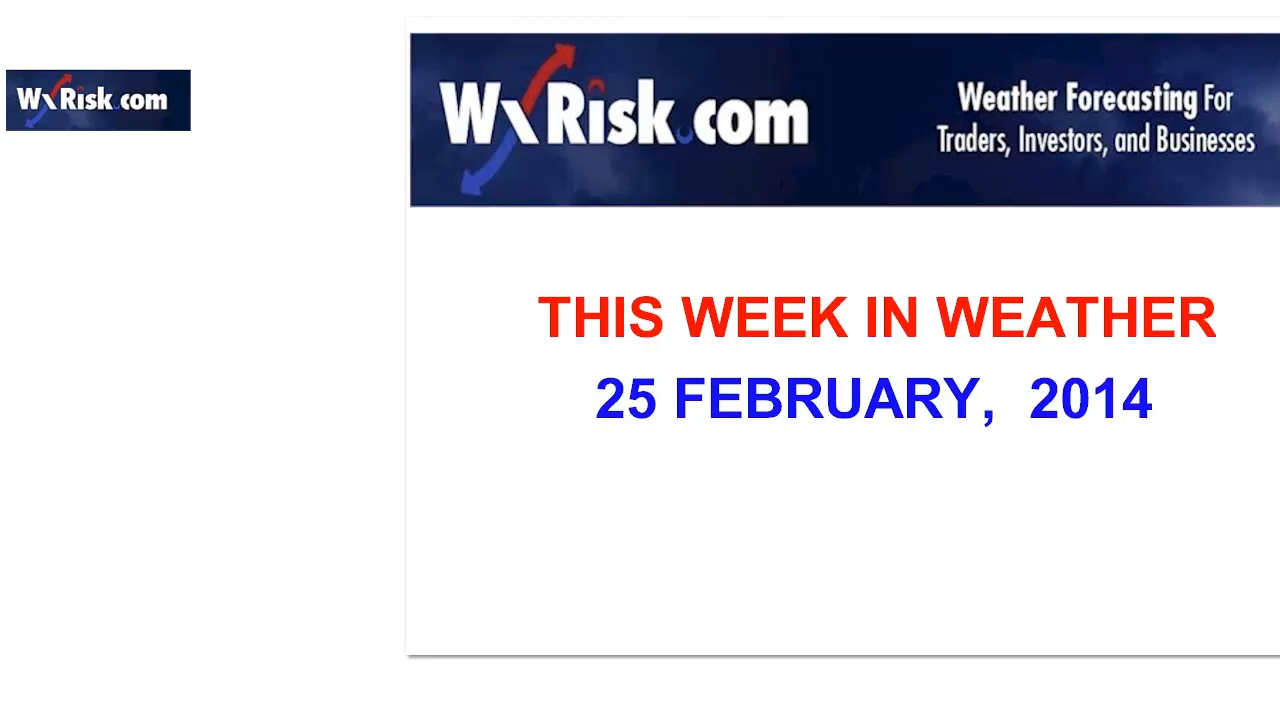 WxRisk.com
WxRisk.com
Weather Forecasting For
Traders, Investors, and Businesses
THIS WEEK IN WEATHER
25 FEBRUARY, 2014